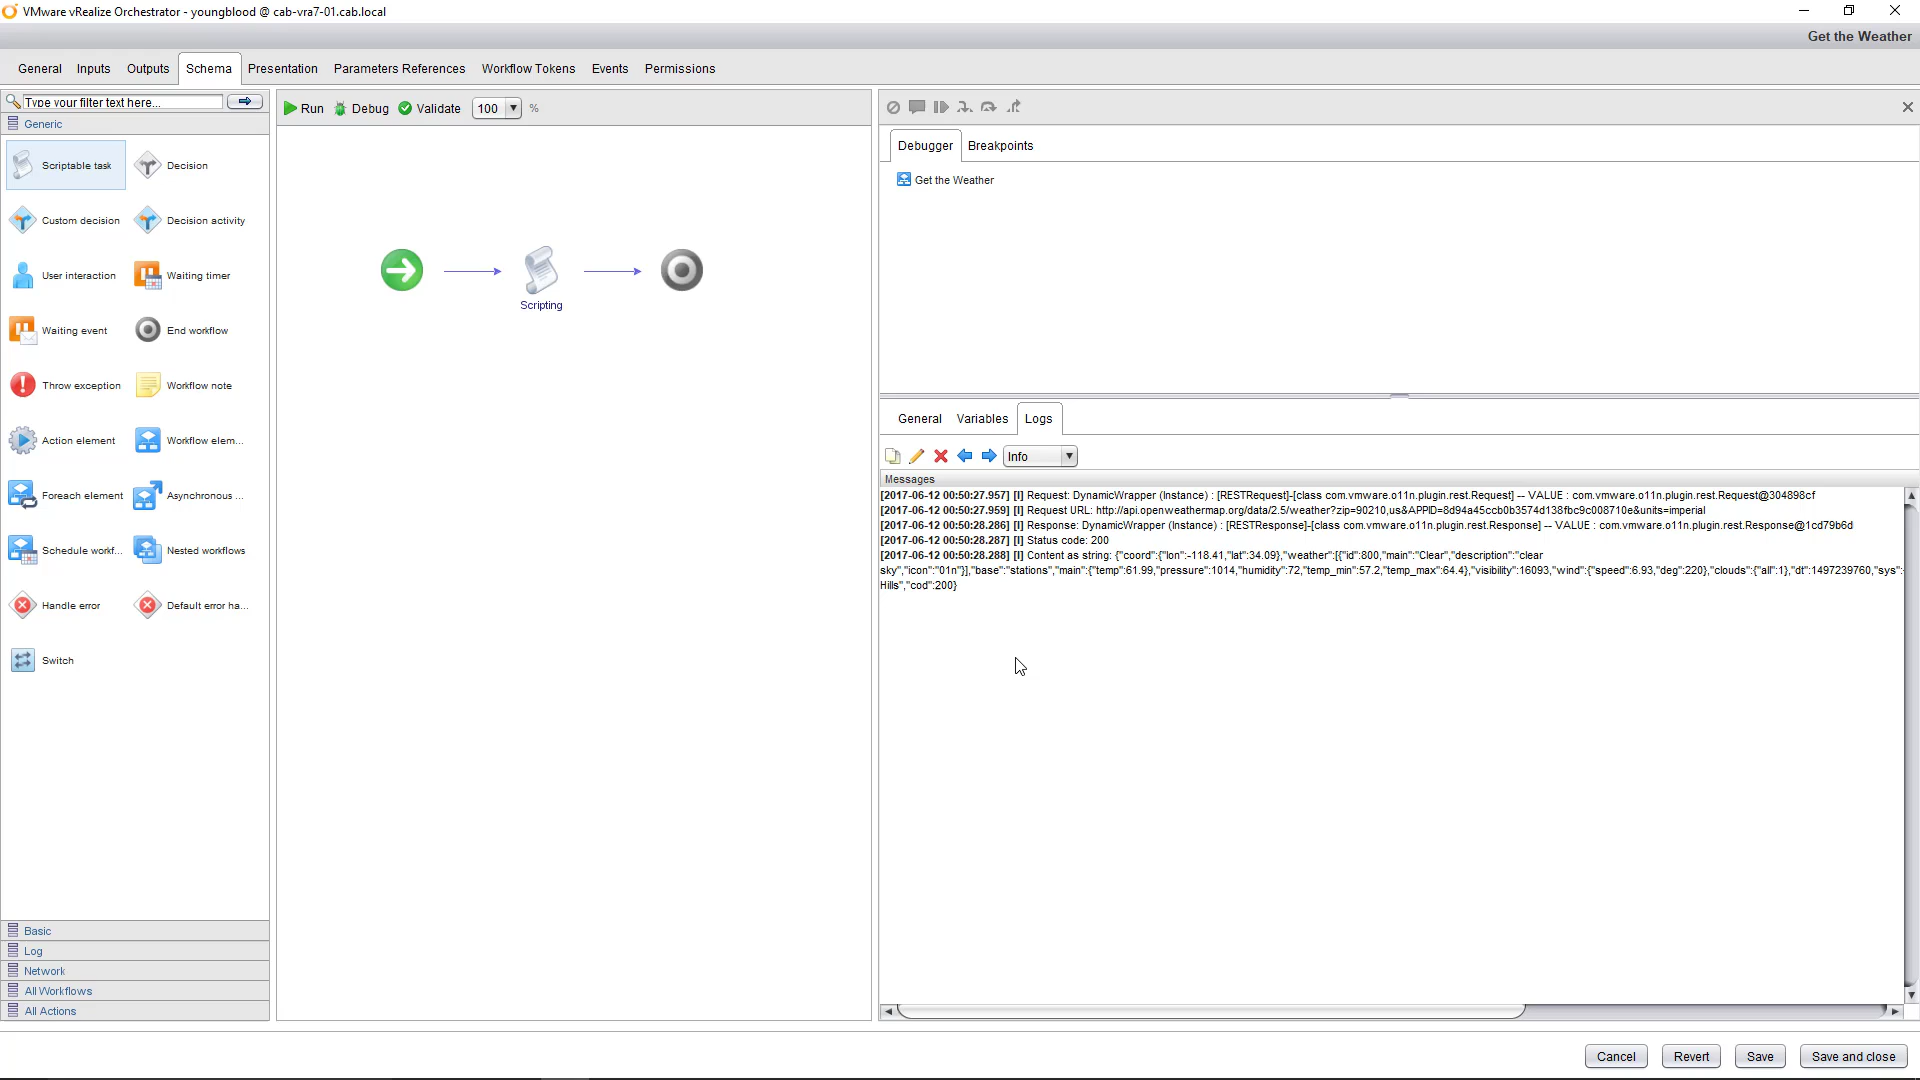 VMware vRealize Orchestrator - youngblood @ cab-vra7-01.cab.local
Get the Weather
General Inputs Outputs Schema Presentation Parameters References Workflow Tokens Events Permissions
Type your filter text here...
Generic
Scriptable task Decision
Custom decision Decision activity
User interaction Waiting timer
Waiting event End workflow
Throw exception Workflow note
Action element Workflow elem...
Foreach element Asynchronous ...
Schedule workf... Nested workflows
Handle error Default error ha...
Switch
Basic
Log
Network
All Workflows
All Actions
Run Debug Validate 100 %
Scripting
Debugger Breakpoints
Get the Weather
General Variables Logs
Info
Messages
[2017-06-12 00:50:27.957] [I] Request: DynamicWrapper (Instance) : [RESTRequest]-[class com.vmware.o11n.plugin.rest.Request] -- VALUE : com.vmware.o11n.plugin.rest.Request@304898cf
[2017-06-12 00:50:27.959] [I] Request URL: http://api.openweathermap.org/data/2.5/weather?zip=90210,us&APPID=8d94a45ccb0b3574d138fbc9c008710e&units=imperial
[2017-06-12 00:50:28.286] [I] Response: DynamicWrapper (Instance) : [RESTResponse]-[class com.vmware.o11n.plugin.rest.Response] -- VALUE : com.vmware.o11n.plugin.rest.Response@1cd79b6d
[2017-06-12 00:50:28.287] [I] Status code: 200
[2017-06-12 00:50:28.288] [I] Content as string: {"coord":{"lon":-118.41,"lat":34.09},"weather":[{"id":800,"main":"Clear","description":"clear
sky","icon":"01n"}],"base":"stations","main":{"temp":61.99,"pressure":1014,"humidity":72,"temp_min":57.2,"temp_max":64.4},"visibility":16093,"wind":{"speed":6.93,"deg":220},"clouds":{"all":1},"dt":1497239760,"sys":
Hills","cod":200}
Cancel Revert Save Save and close